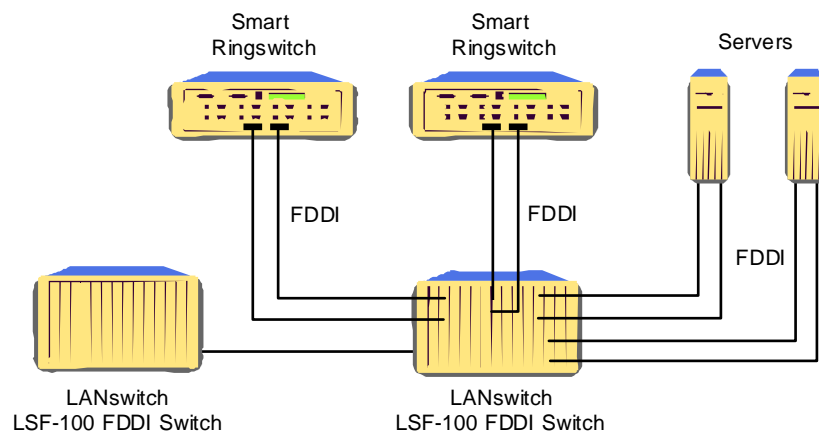 Smart
Ringswitch
Smart
Ringswitch
Servers
FDDI
FDDI
FDDI
LANswitch
LSF-100 FDDI Switch
LANswitch
LSF-100 FDDI Switch